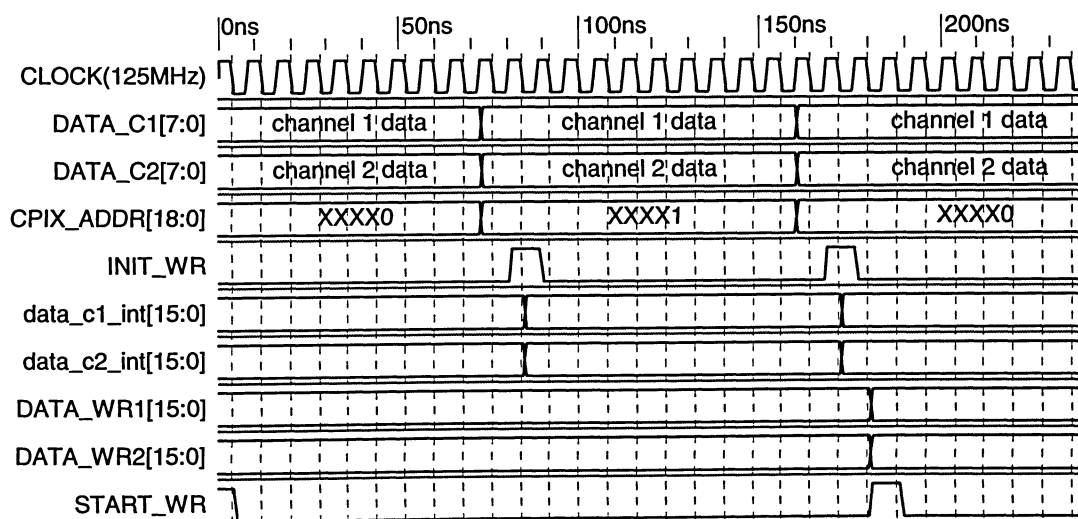 0ns 50ns 100ns 150ns 200ns
CLOCK(125MHz)
DATA_C1[7:0] channel 1 data channel 1 data channel 1 data
DATA_C2[7:0] channel 2 data channel 2 data channel 2 data
CPIX_ADDR[18:0] XXXX0 XXXX1 XXXX0
INIT_WR
data_c1_int[15:0]
data_c2_int[15:0]
DATA_WR1[15:0]
DATA_WR2[15:0]
START_WR